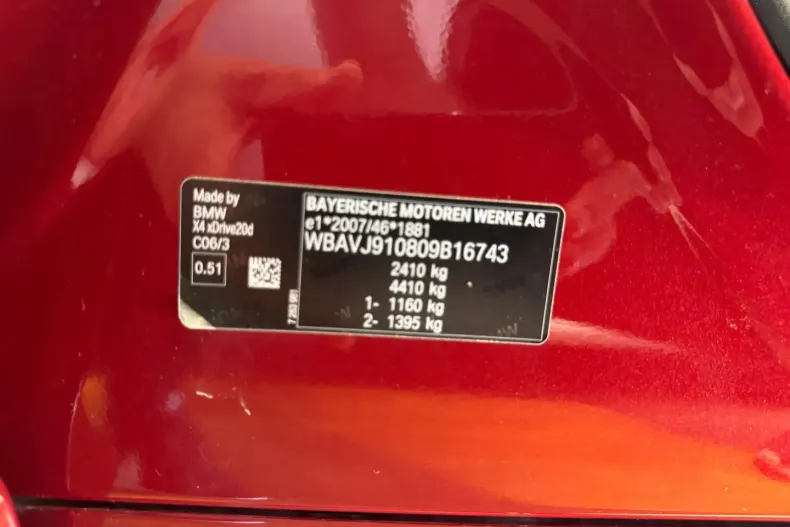 Made by
BMW
X4 xDrive20d
C06/3
0.51
BAYERISCHE MOTOREN WERKE AG
e1*2007/46*1881
WBAVJ910809B16743
2410 kg
4410 kg
1- 1160 kg
2- 1395 kg